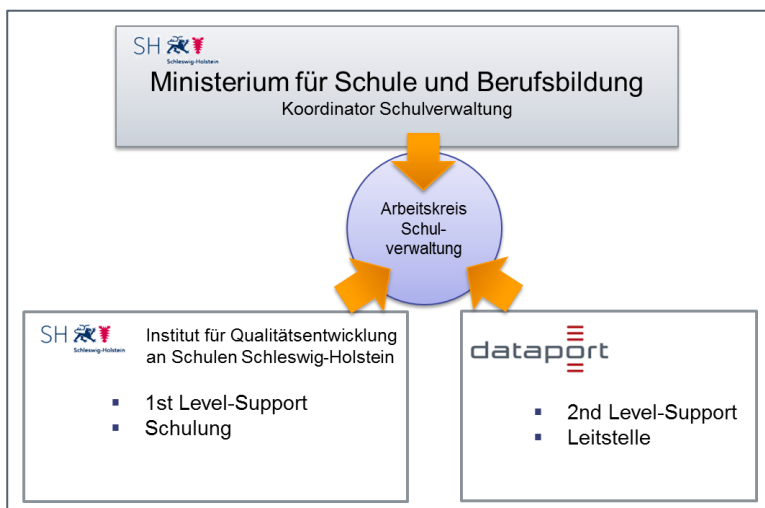 SH
Schleswig-Holstein
Ministerium für Schule und Berufsbildung
Koordinator Schulverwaltung
Arbeitskreis
Schul-
verwaltung
SH
Schleswig-Holstein
Institut für Qualitätsentwicklung
an Schulen Schleswig-Holstein
▪ 1st Level-Support
▪ Schulung
dataport
▪ 2nd Level-Support
▪ Leitstelle